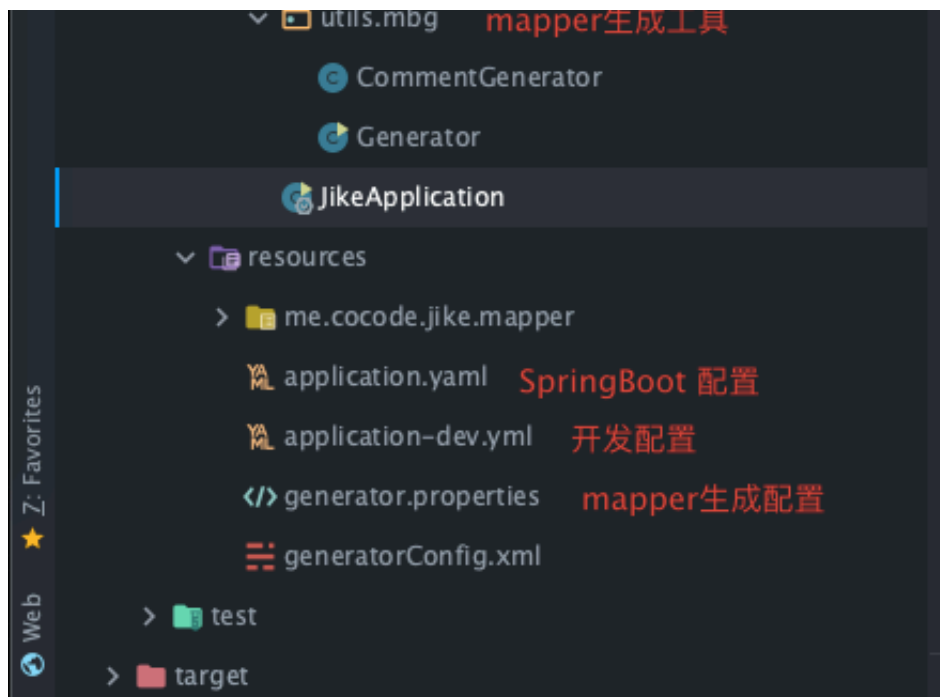 utils.mbg mapper生成工具
CommentGenerator
Generator
JikeApplication
resources
me.cocode.jike.mapper
application.yaml SpringBoot 配置
application-dev.yml 开发配置
generator.properties mapper生成配置
generatorConfig.xml
test
target
Z: Favorites
Web